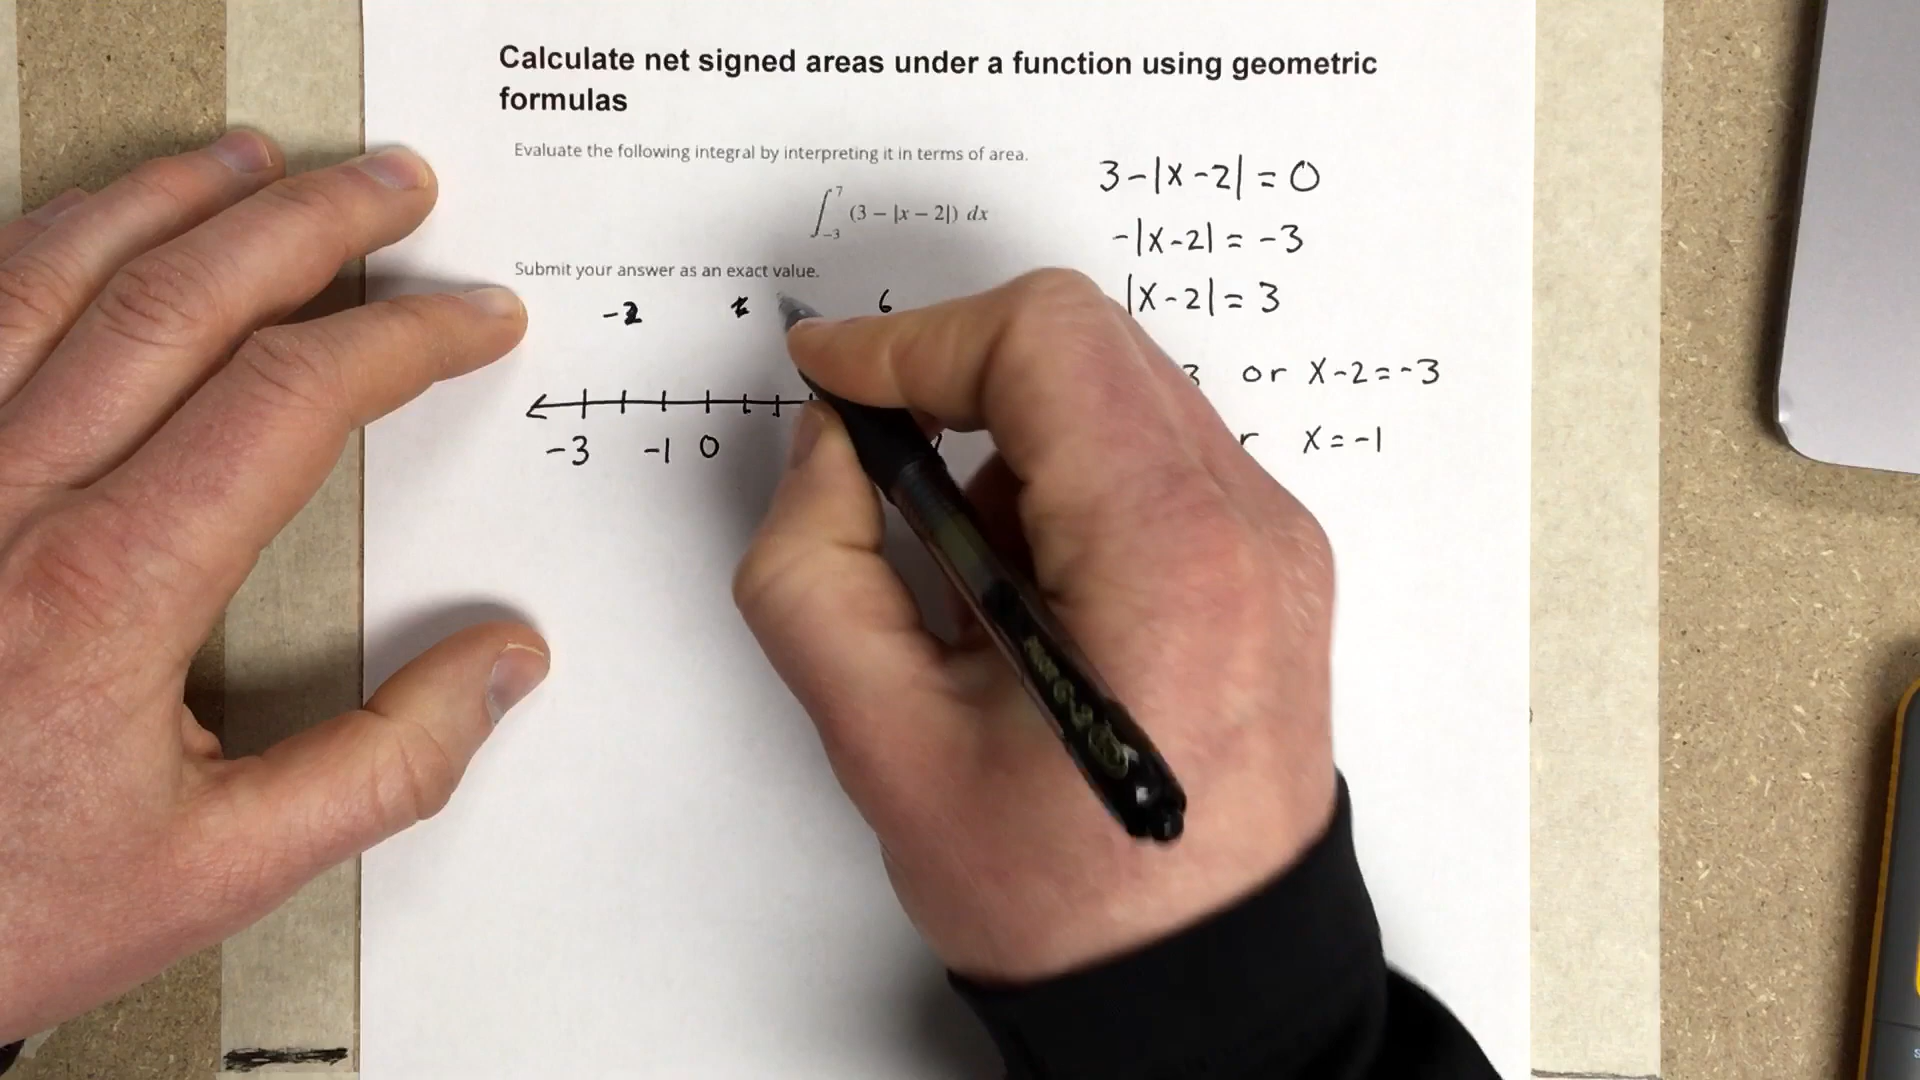 Calculate net signed areas under a function using geometric
formulas
Evaluate the following integral by interpreting it in terms of area.
∫_{-3}^{7} (3 – |x – 2|) dx
Submit your answer as an exact value.
-2 6
-3 -1 0
3-|x-2| = 0
-|x-2| = -3
|x-2| = 3
3 or x-2=-3
r x=-1